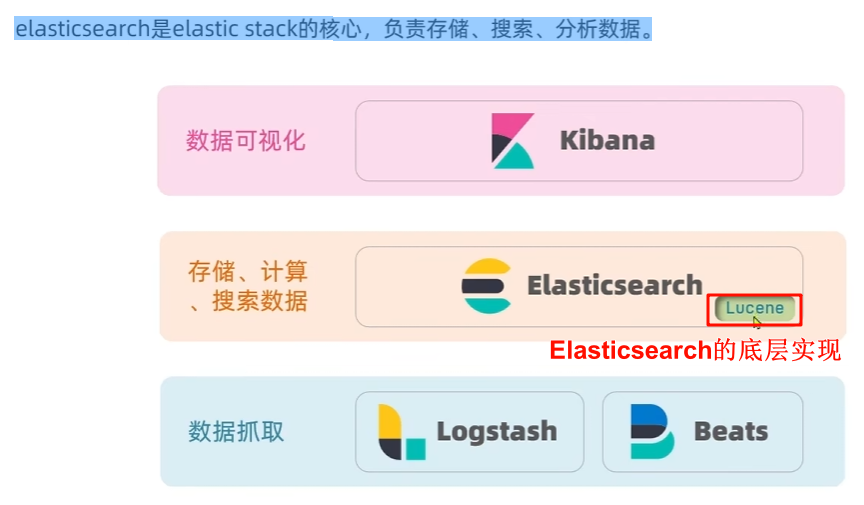 elasticsearch是elastic stack的核心，负责存储、搜索、分析数据。
数据可视化
Kibana
存储、计算
、搜索数据
Elasticsearch
Lucene
Elasticsearch的底层实现
数据抓取
Logstash
Beats